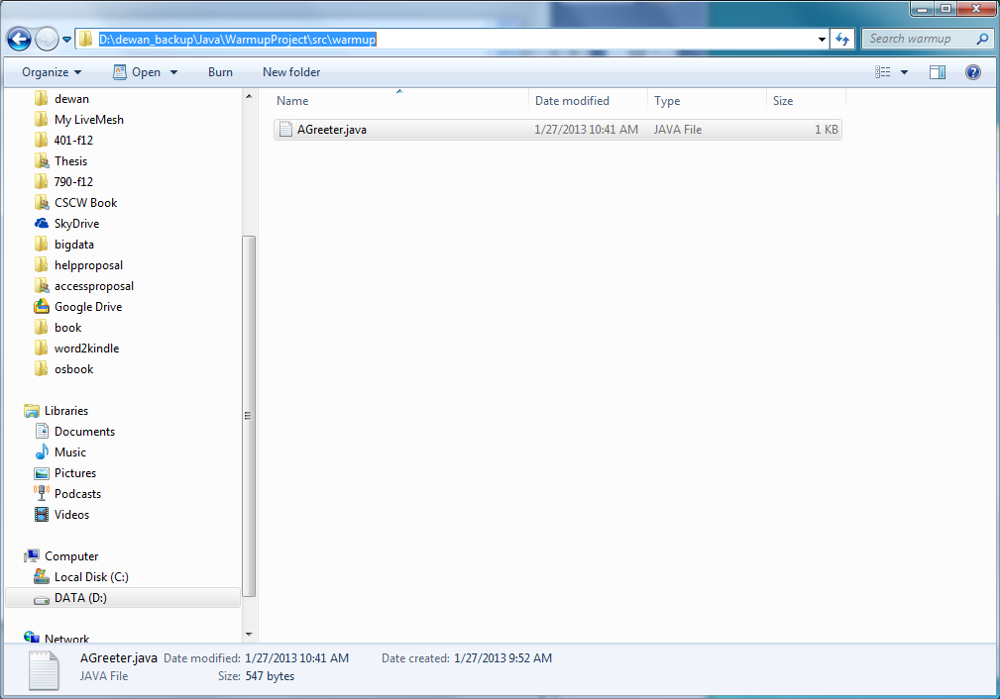 D:\dewan_backup\Java\WarmupProject\src\warmup Search warmup
Organize Open Burn New folder
Name Date modified Type Size
AGreeter.java 1/27/2013 10:41 AM JAVA File 1 KB
dewan
My LiveMesh
401-f12
Thesis
790-f12
CSCW Book
SkyDrive
bigdata
helpproposal
accessproposal
Google Drive
book
word2kindle
osbook
Libraries
Documents
Music
Pictures
Podcasts
Videos
Computer
Local Disk (C:)
DATA (D:)
Network
AGreeter.java Date modified: 1/27/2013 10:41 AM Date created: 1/27/2013 9:52 AM
JAVA File Size: 547 bytes